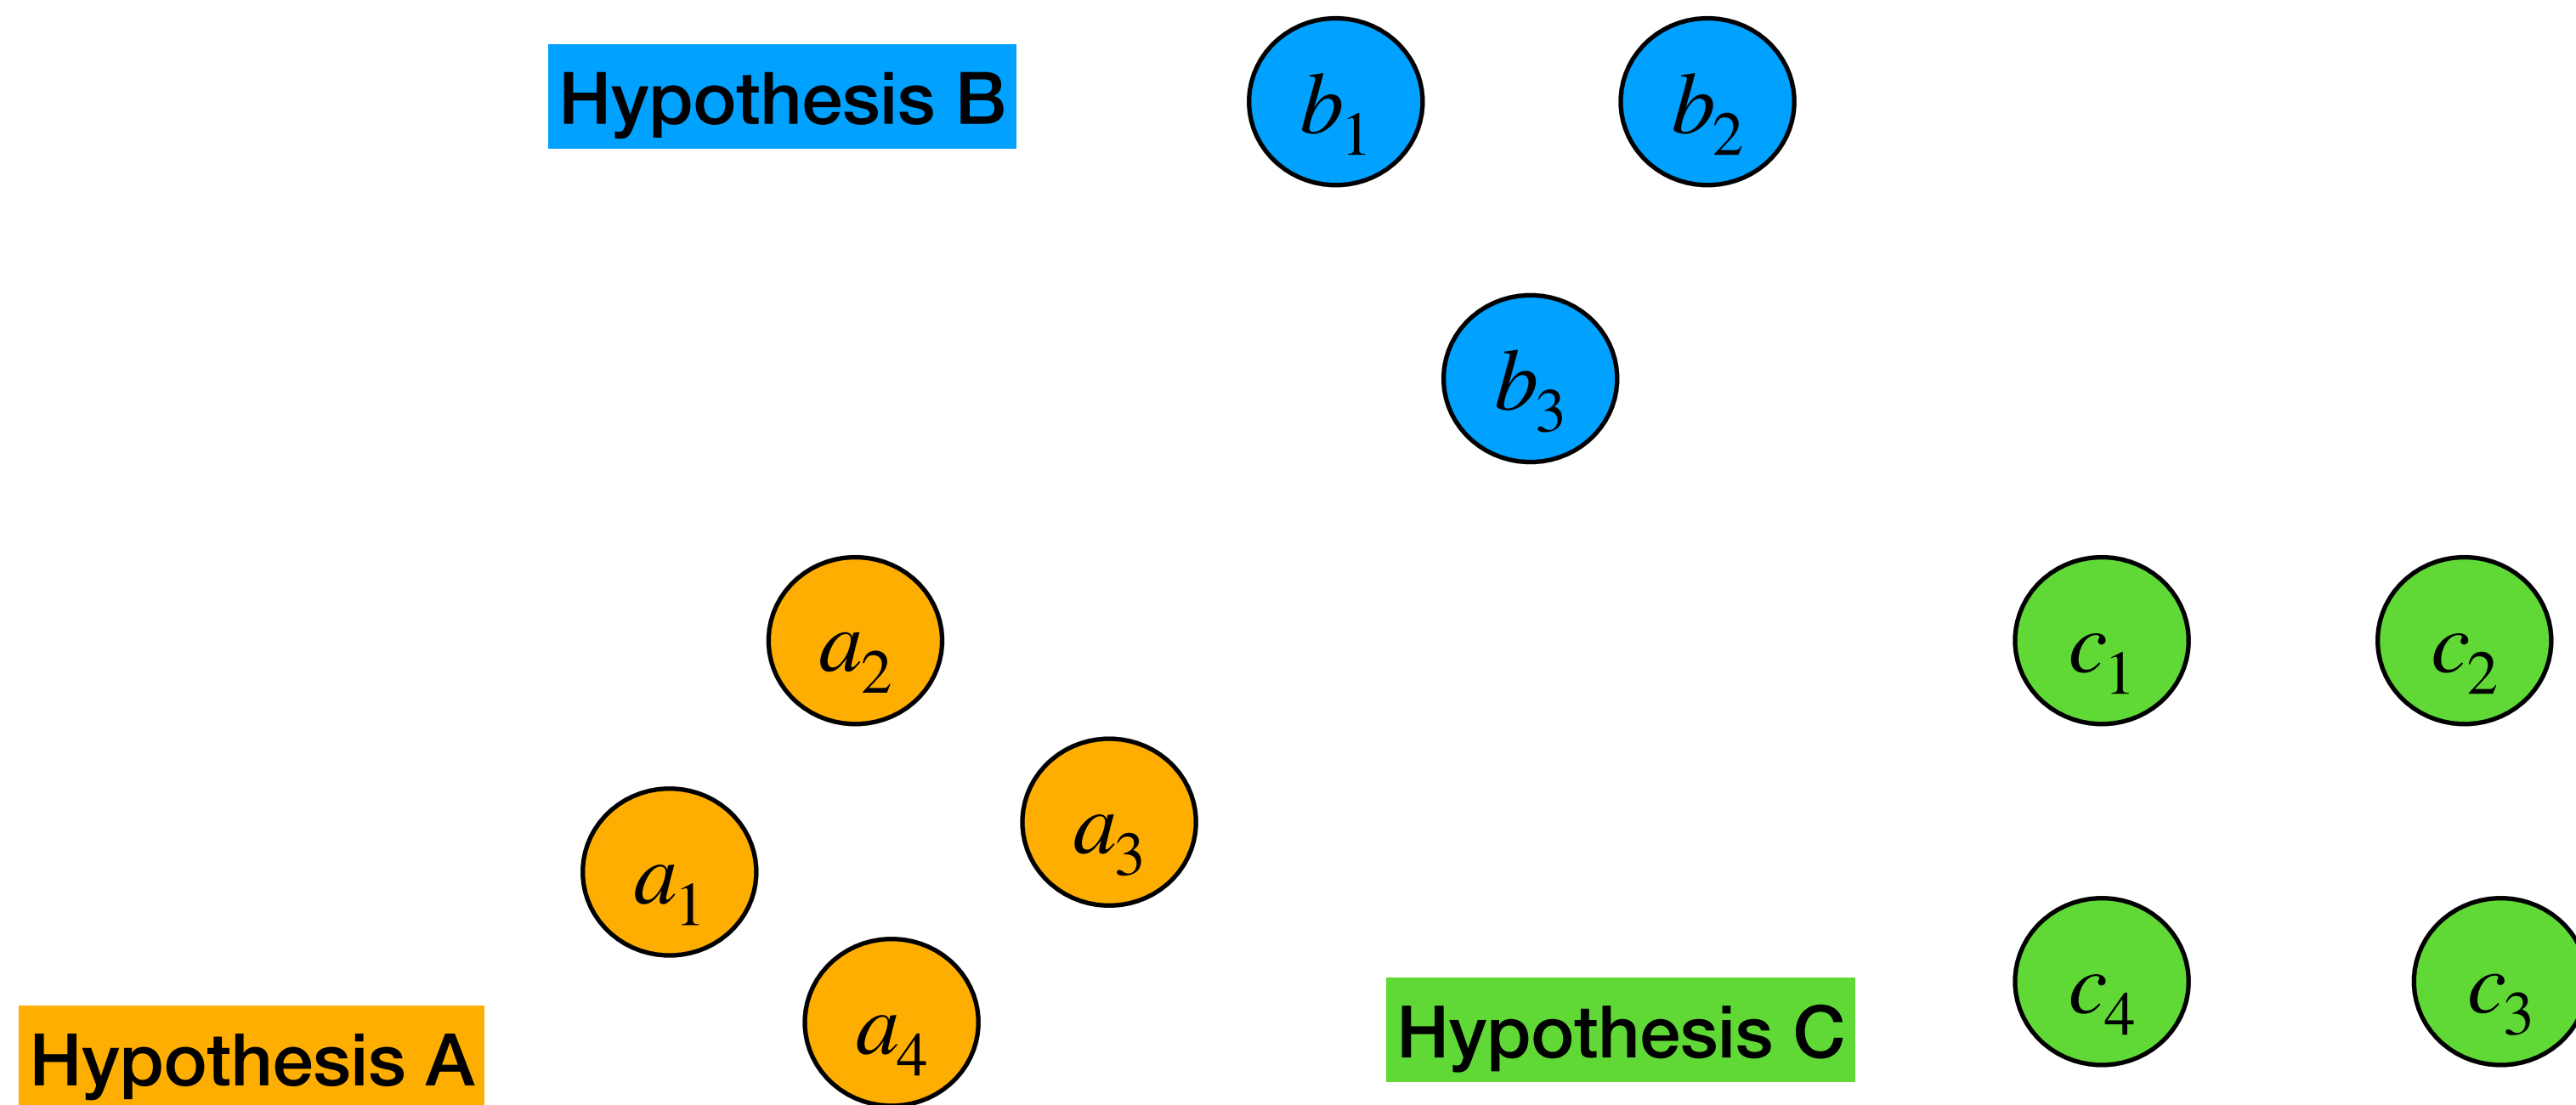 Hypothesis B
b₁
b₂
b₃
a₂
a₃
a₁
a₄
Hypothesis A
c₁
c₂
c₄
c₃
Hypothesis C